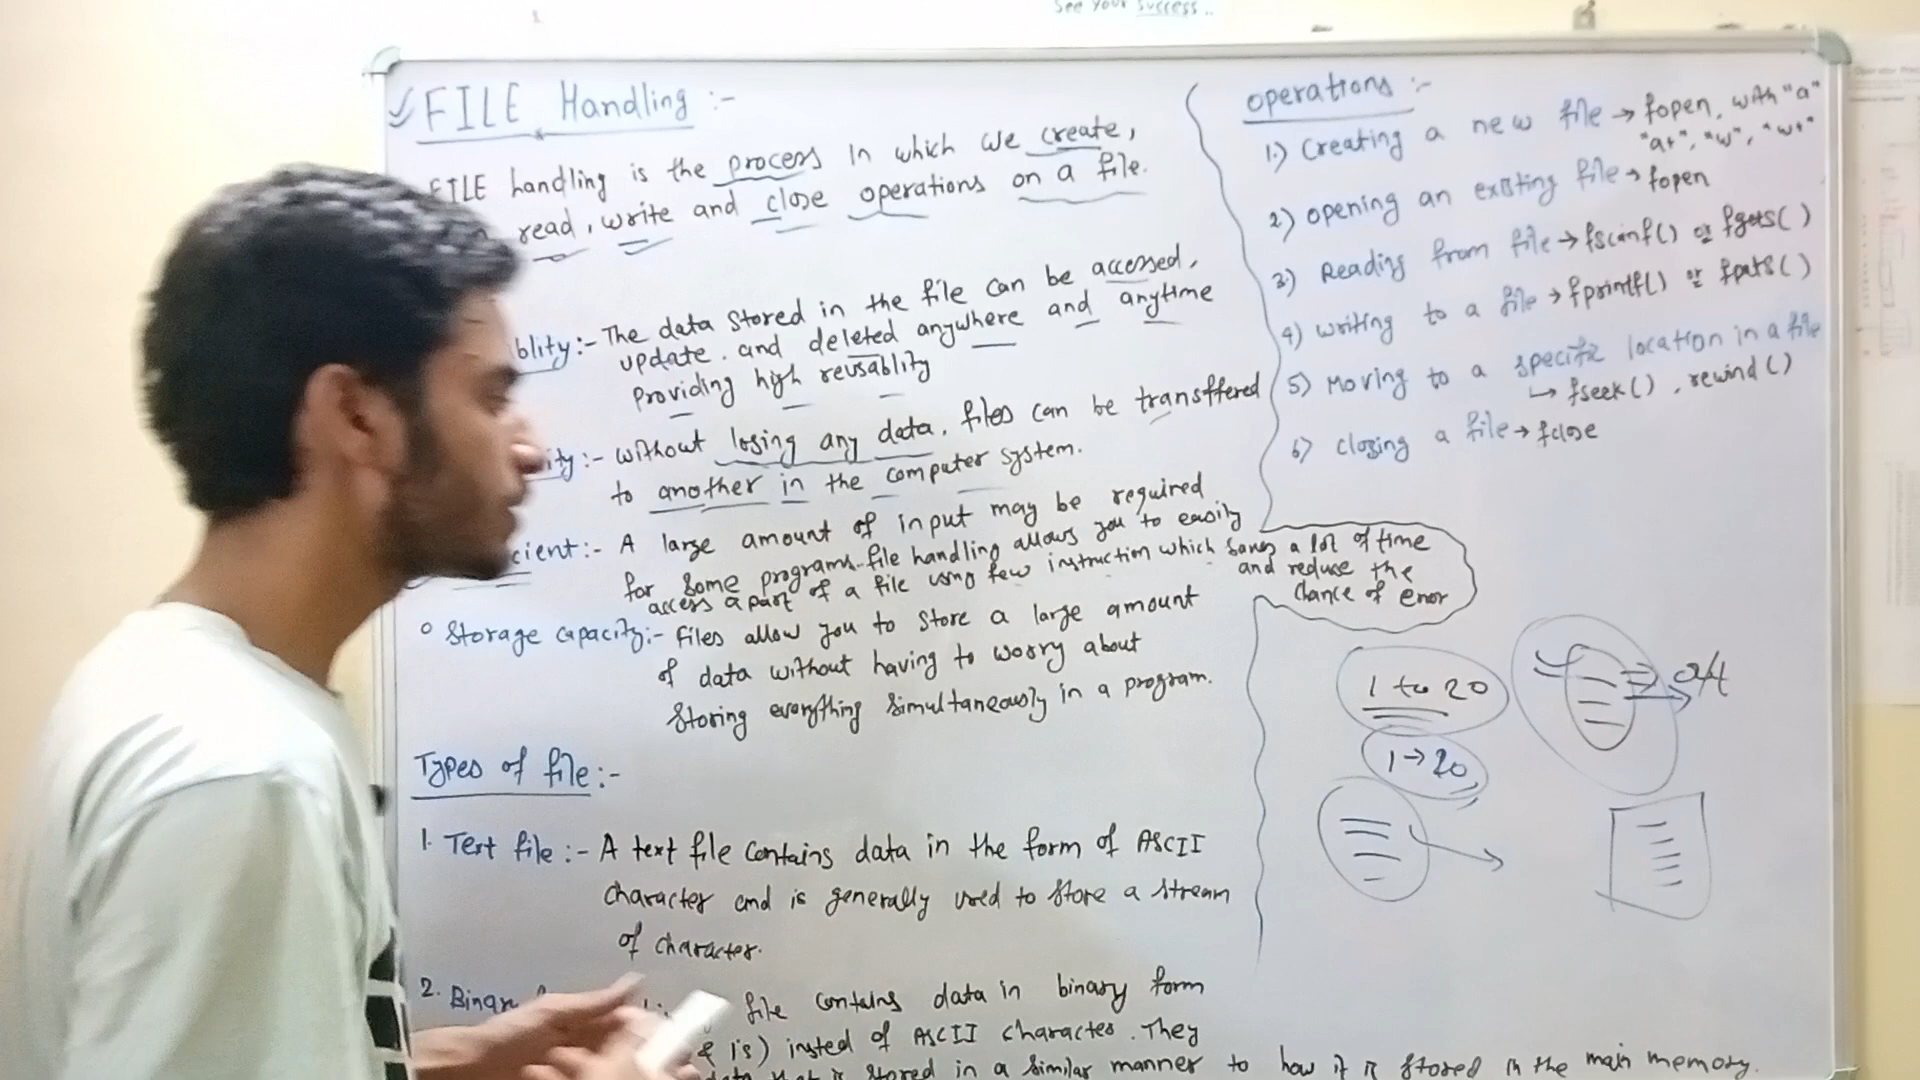 See Your Success..
FILE Handling :-
FILE handling is the process in which we create,
read, write and close operations on a file.
blity:- The data stored in the file can be accessed,
update. and deleted anywhere and anytime
Providing high reusablity
ity:- without losing any data. files can be transffered
to another in the computer system.
cient:- A large amount of input may be required
for some programs. file handling allows you to easily
access a part of a file using few instruction which saves a lot of time
and reduce the
chance of error
o Storage capacity:- Files allow you to store a large amount
of data without having to worry about
storing everything simultaneously in a program.
Types of file:-
1. Text file:- A text file contains data in the form of ASCII
character and is generally used to store a stream
of character.
2. Binary
file contains data in binary form
& 1's) insted of ASCII character. They
stored in a similar manner to how it is stored in the main memory.
operations :-
1.) Creating a new file → fopen, with "a"
"a+", "w", "w+"
2) opening an existing file → fopen
3) Reading from file → fscanf() or fgets()
4) writing to a file → fprintf() or fputs()
5) Moving to a specific location in a file
↳ fseek(), rewind()
6) closing a file → fclose
1 to 20
1→20